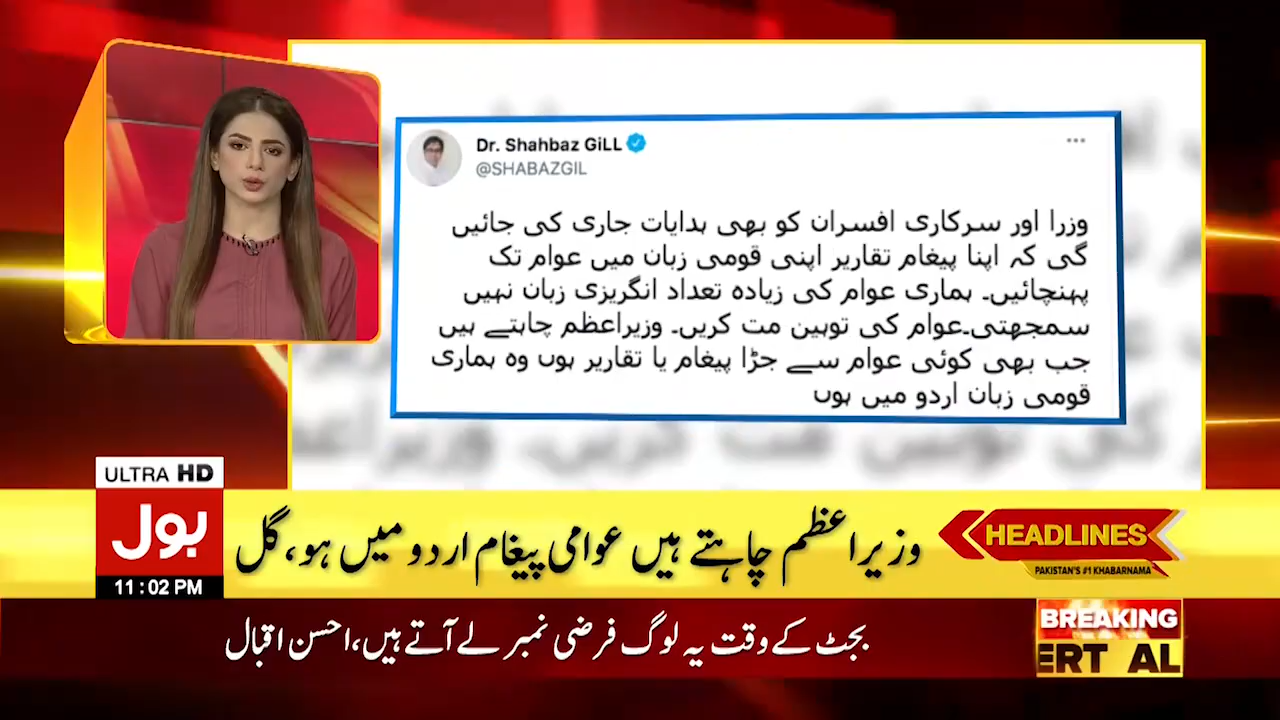 Dr. Shahbaz GiLL
@SHABAZGIL
وزرا اور سرکاری افسران کو بھی ہدایات جاری کی جائیں
گی کہ اپنا پیغام تقاریر اپنی قومی زبان میں عوام تک
پہنچائیں۔ ہماری عوام کی زیادہ تعداد انگریزی زبان نہیں
سمجھتی۔عوام کی توہین مت کریں۔ وزیراعظم چاہتے ہیں
جب بھی کوئی عوام سے جڑا پیغام یا تقاریر ہوں وہ ہماری
قومی زبان اردو میں ہوں
ULTRA HD
بول
11:02 PM
وزیراعظم چاہتے ہیں عوامی پیغام اردو میں ہو، گل
HEADLINES
PAKISTAN'S #1 KHABARNAMA
بجٹ کے وقت یہ لوگ فرضی نمبر لے آتے ہیں، احسن اقبال
BREAKING
ERT AL